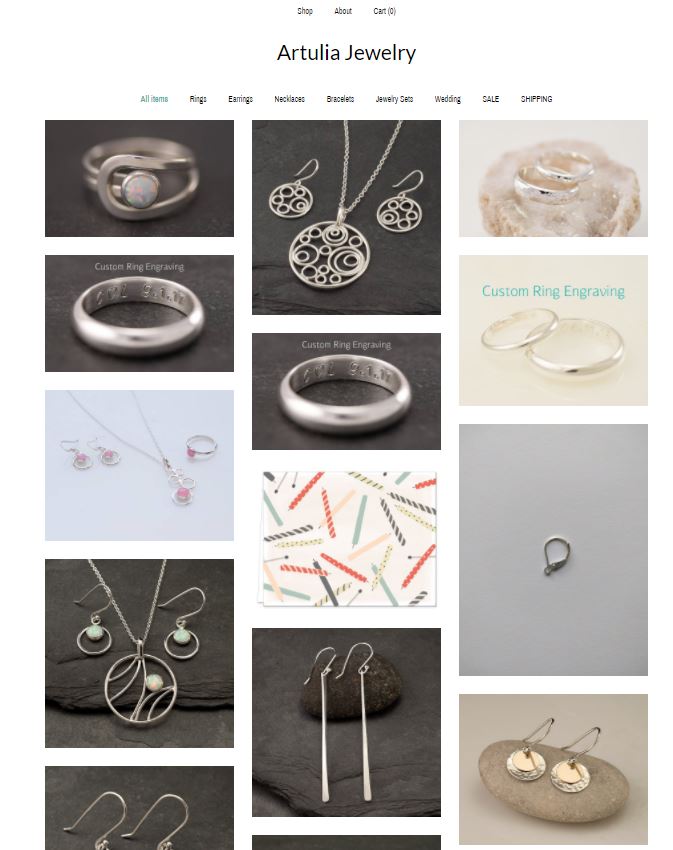 Shop About Cart (0)
Artulia Jewelry
All items Rings Earrings Necklaces Bracelets Jewelry Sets Wedding SALE SHIPPING
Custom Ring Engraving
Custom Ring Engraving
Custom Ring Engraving